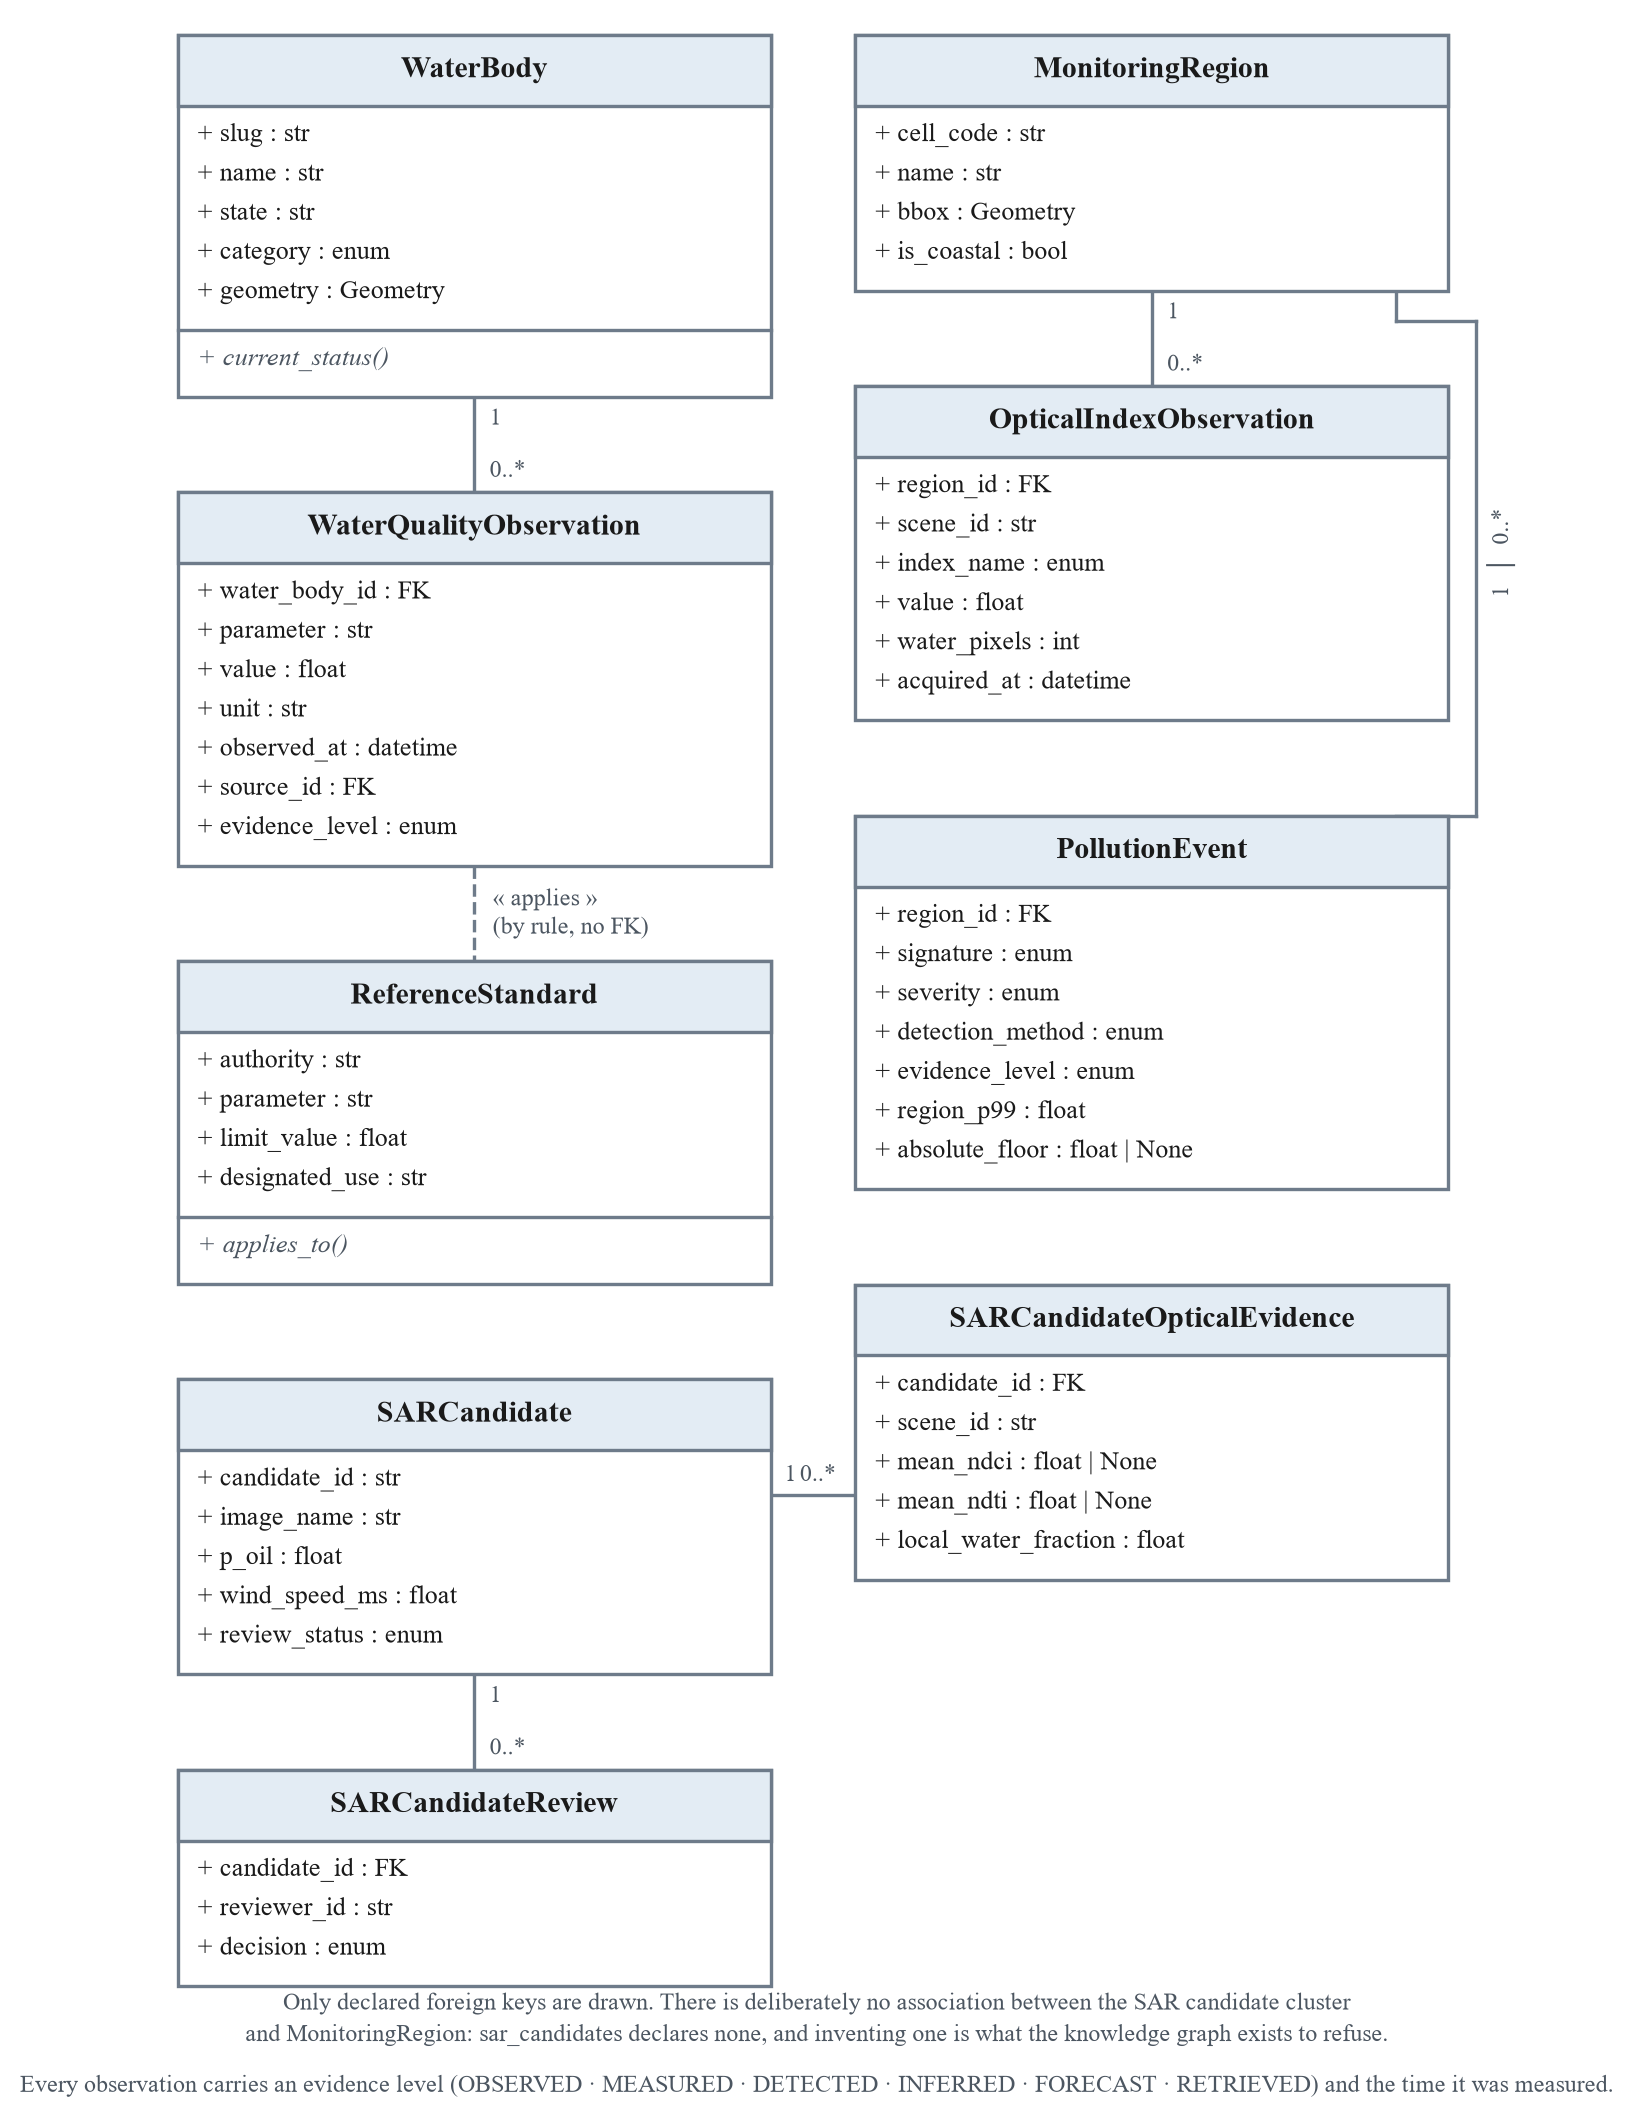 WaterBody
+ slug : str
+ name : str
+ state : str
+ category : enum
+ geometry : Geometry
+ current_status()
1
0..*
WaterQualityObservation
+ water_body_id : FK
+ parameter : str
+ value : float
+ unit : str
+ observed_at : datetime
+ source_id : FK
+ evidence_level : enum
« applies »
(by rule, no FK)
ReferenceStandard
+ authority : str
+ parameter : str
+ limit_value : float
+ designated_use : str
+ applies_to()
MonitoringRegion
+ cell_code : str
+ name : str
+ bbox : Geometry
+ is_coastal : bool
1
0..*
OpticalIndexObservation
+ region_id : FK
+ scene_id : str
+ index_name : enum
+ value : float
+ water_pixels : int
+ acquired_at : datetime
1 | 0..*
PollutionEvent
+ region_id : FK
+ signature : enum
+ severity : enum
+ detection_method : enum
+ evidence_level : enum
+ region_p99 : float
+ absolute_floor : float | None
SARCandidate
+ candidate_id : str
+ image_name : str
+ p_oil : float
+ wind_speed_ms : float
+ review_status : enum
1 0..*
SARCandidateOpticalEvidence
+ candidate_id : FK
+ scene_id : str
+ mean_ndci : float | None
+ mean_ndti : float | None
+ local_water_fraction : float
1
0..*
SARCandidateReview
+ candidate_id : FK
+ reviewer_id : str
+ decision : enum
Only declared foreign keys are drawn. There is deliberately no association between the SAR candidate cluster
and MonitoringRegion: sar_candidates declares none, and inventing one is what the knowledge graph exists to refuse.
Every observation carries an evidence level (OBSERVED · MEASURED · DETECTED · INFERRED · FORECAST · RETRIEVED) and the time it was measured.